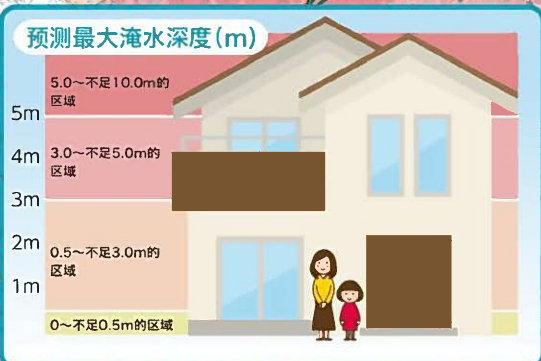 预测最大淹水深度(m)
5.0～不足10.0m的
区域
5m
3.0～不足5.0m的
区域
4m
3m
0.5～不足3.0m的
区域
2m
1m
0～不足0.5m的区域